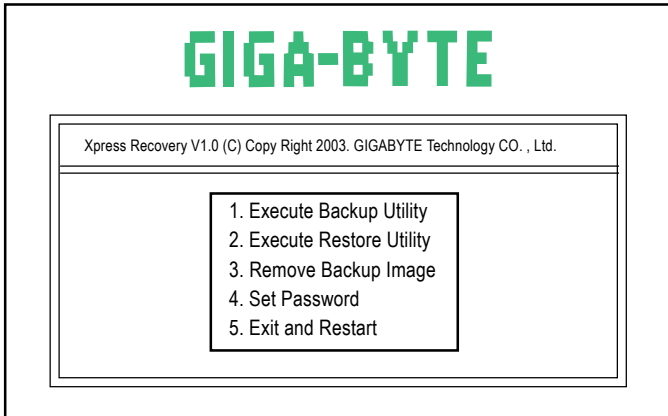 GIGA-BYTE
Xpress Recovery V1.0 (C) Copy Right 2003. GIGABYTE Technology CO. , Ltd.
1. Execute Backup Utility
2. Execute Restore Utility
3. Remove Backup Image
4. Set Password
5. Exit and Restart